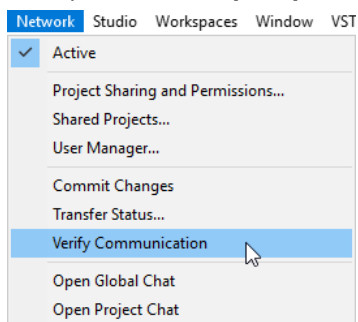 Network Studio Workspaces Window VST
Active
Project Sharing and Permissions...
Shared Projects...
User Manager...
Commit Changes
Transfer Status...
Verify Communication
Open Global Chat
Open Project Chat